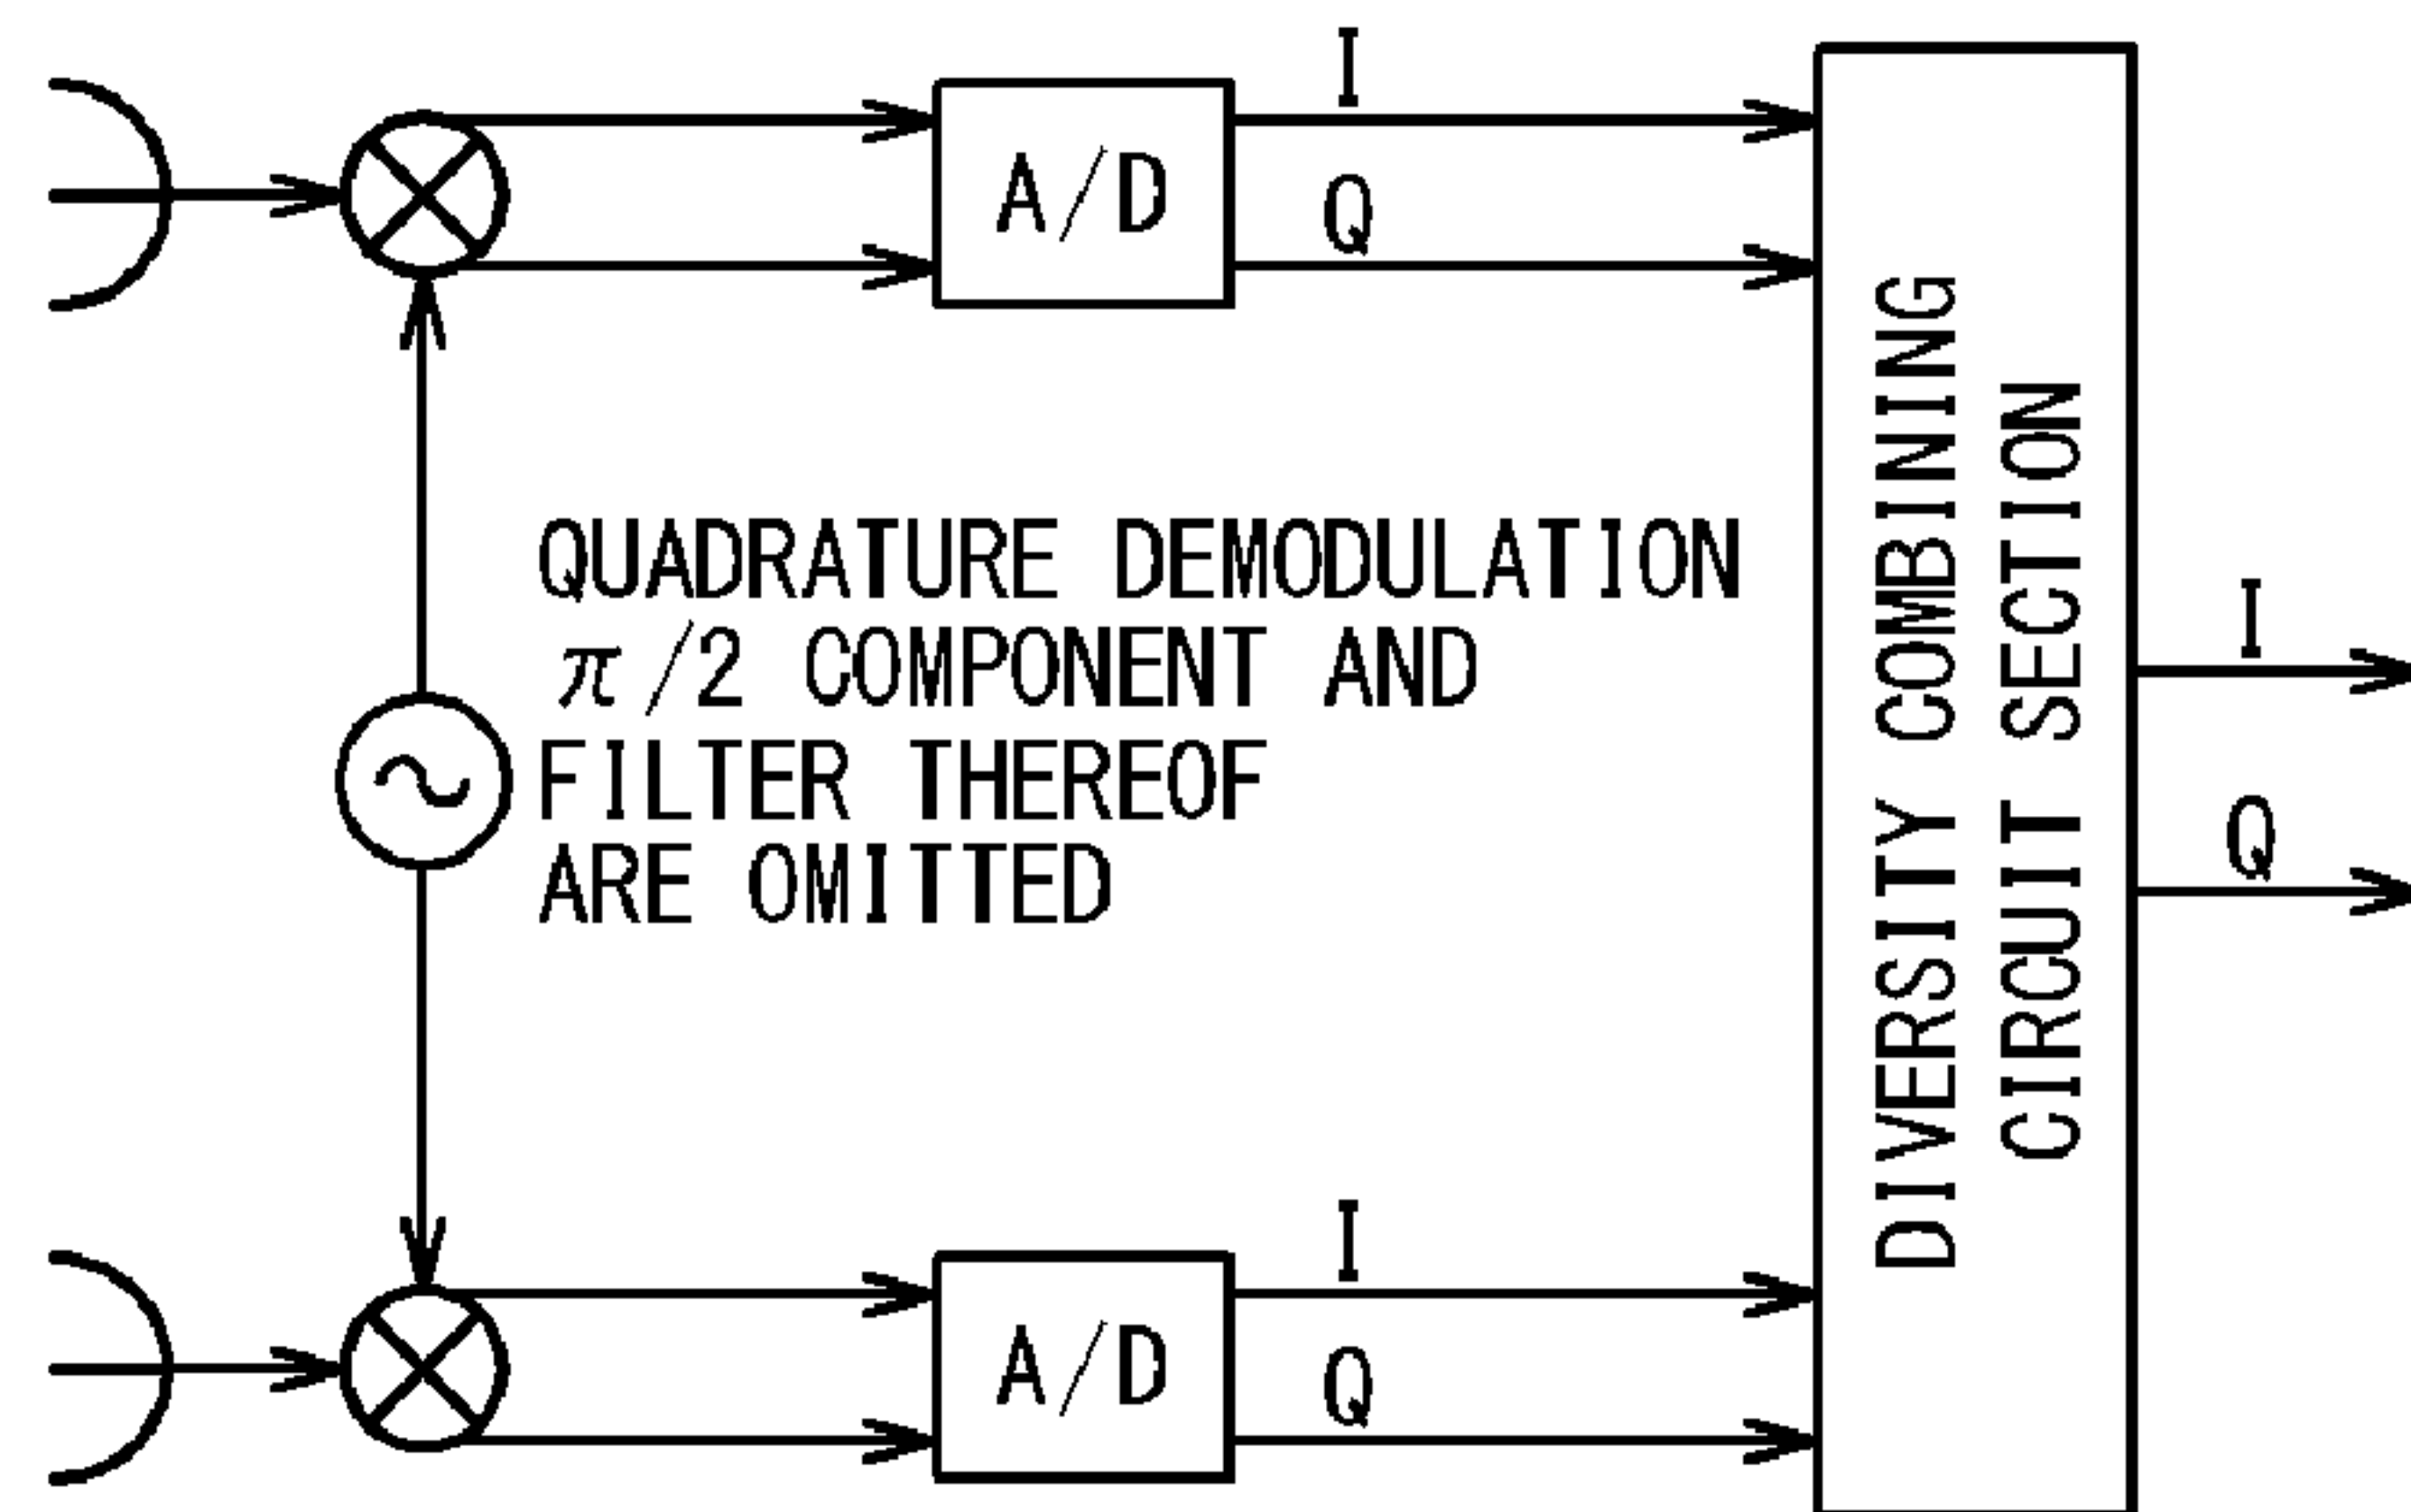 I
A/D
Q
QUADRATURE DEMODULATION
π/2 COMPONENT AND
FILTER THEREOF
ARE OMITTED
DIVERSITY COMBINING
CIRCUIT SECTION
I
Q
I
A/D
Q